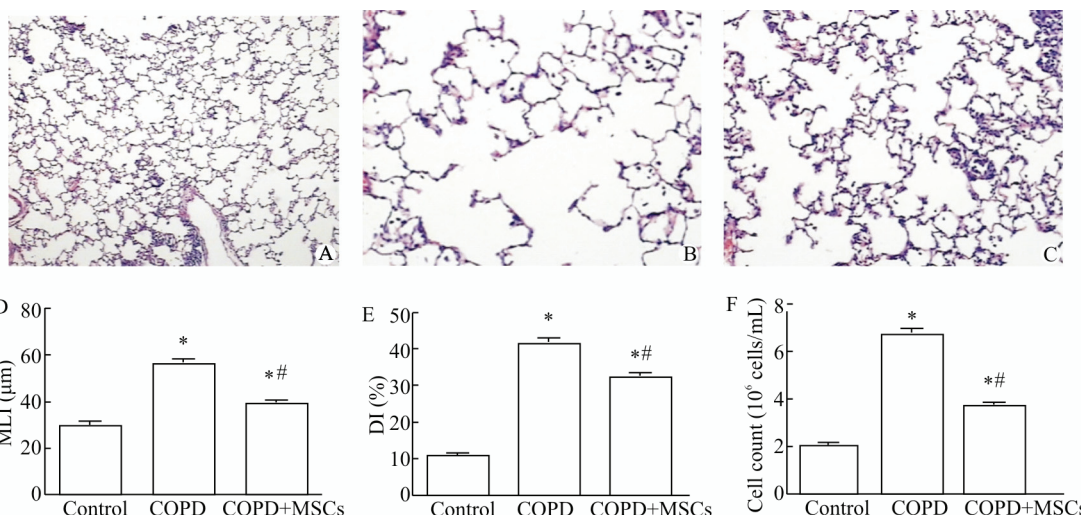 A
B
C
D
80
60
40
20
0
MLI (µm)
*
*#
Control COPD COPD+MSCs
E
50
40
30
20
10
0
DI (%)
*
*#
Control COPD COPD+MSCs
F
8
6
4
2
0
Cell count (10⁶ cells/mL)
*
*#
Control COPD COPD+MSCs